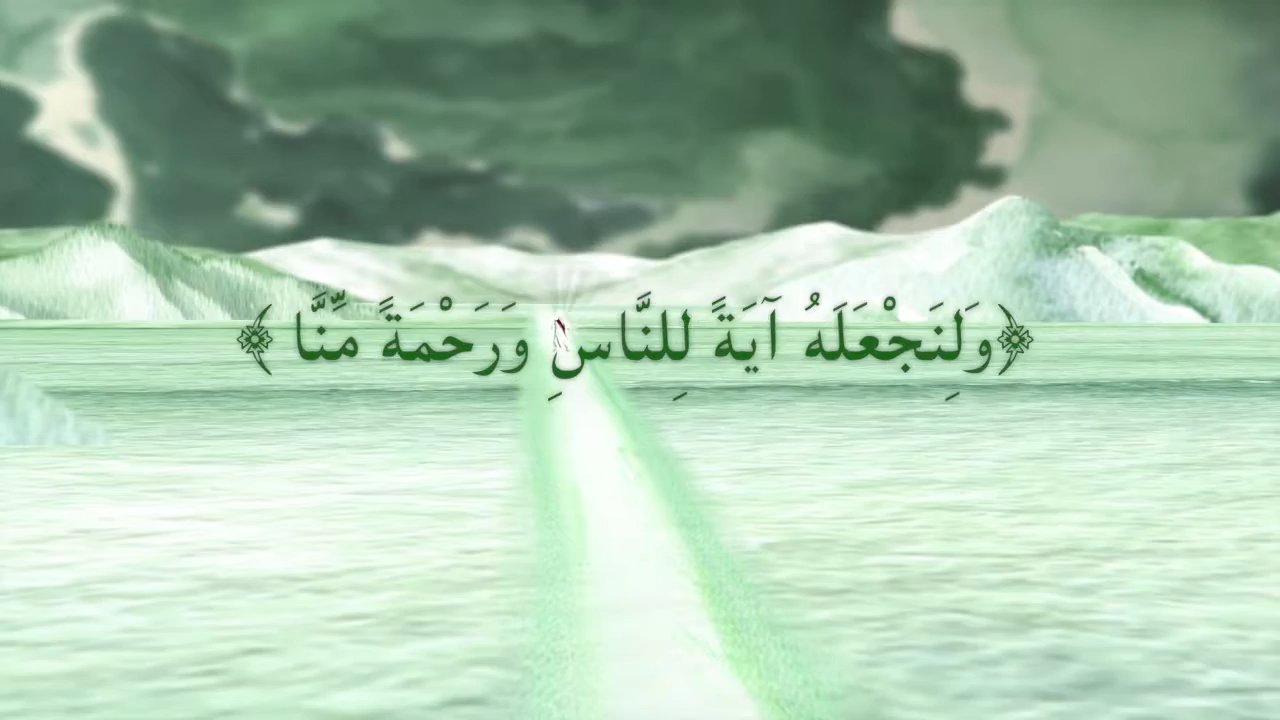 ﴿وَلِنَجْعَلَهُ آيَةً لِلنَّاسِ وَرَحْمَةً مِّنَّا ﴾